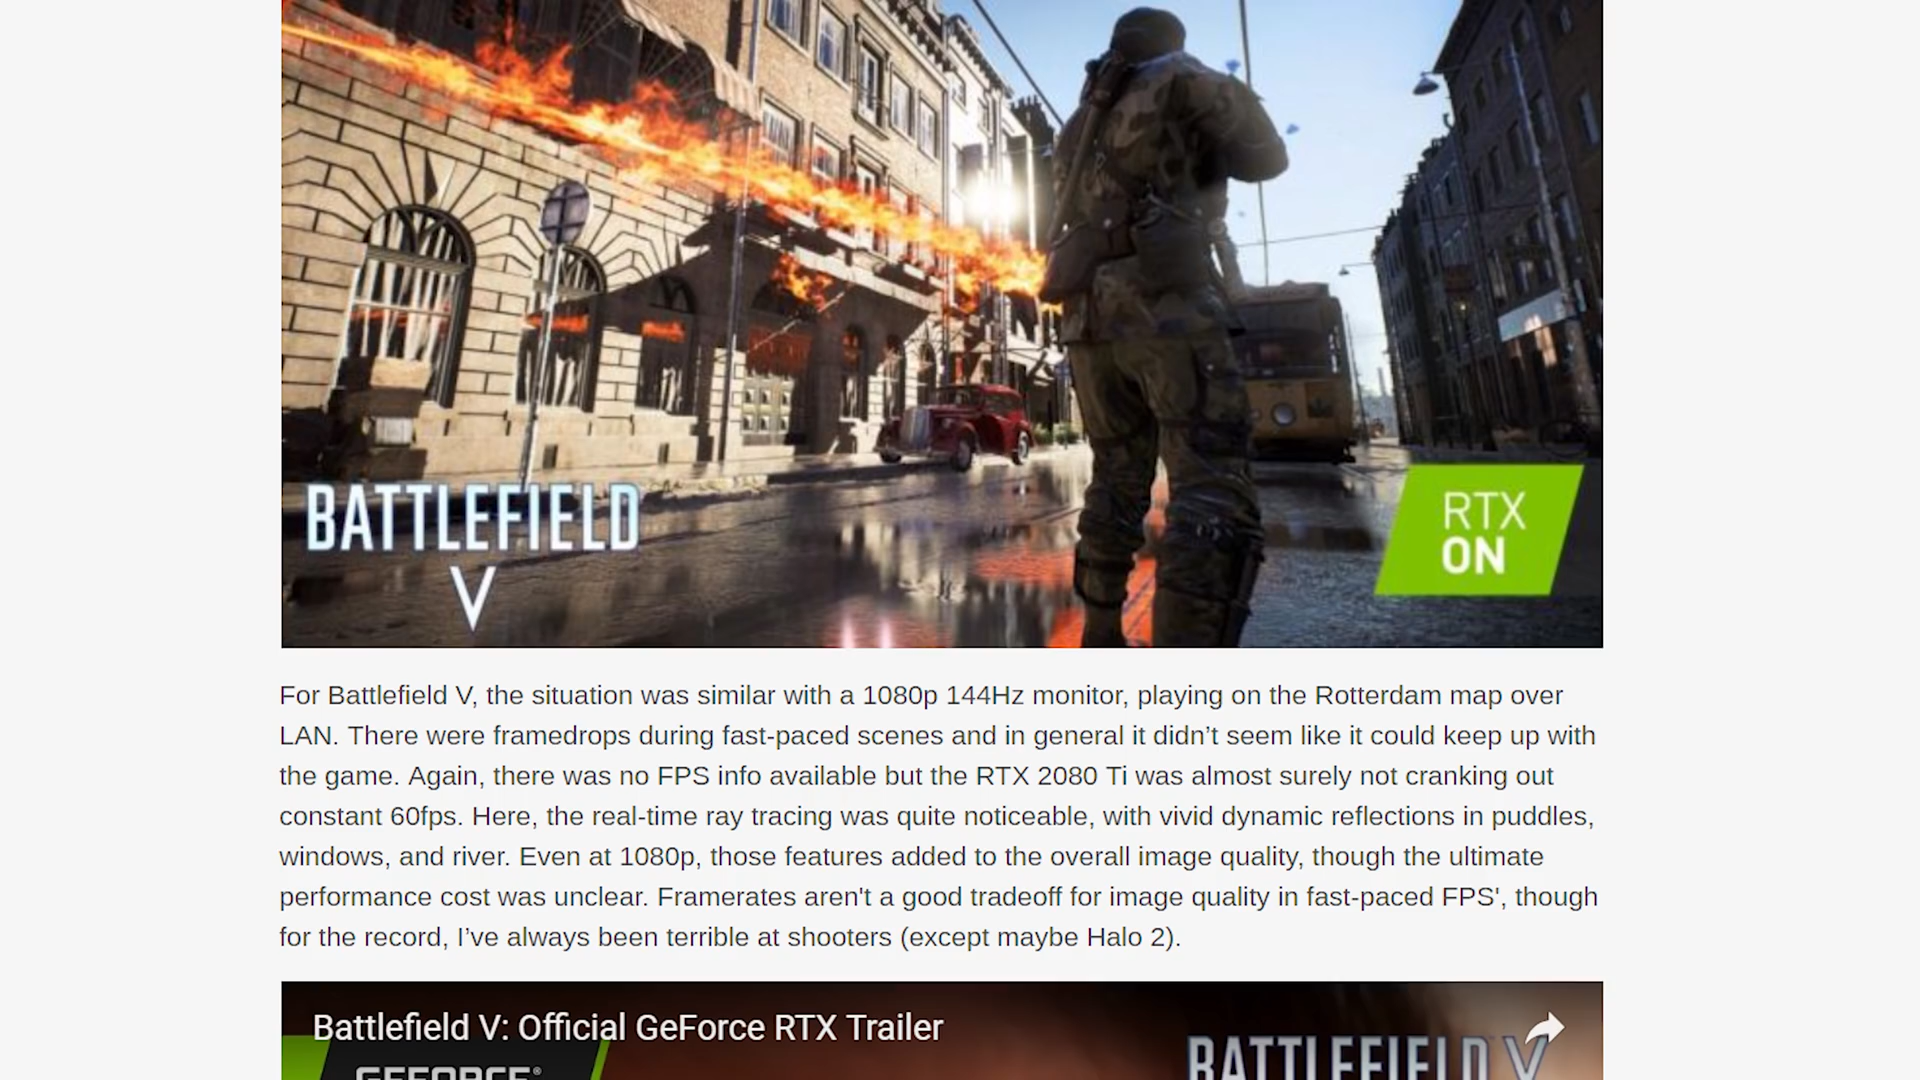 BATTLEFIELD
V
RTX
ON
For Battlefield V, the situation was similar with a 1080p 144Hz monitor, playing on the Rotterdam map over
LAN. There were framedrops during fast-paced scenes and in general it didn’t seem like it could keep up with
the game. Again, there was no FPS info available but the RTX 2080 Ti was almost surely not cranking out
constant 60fps. Here, the real-time ray tracing was quite noticeable, with vivid dynamic reflections in puddles,
windows, and river. Even at 1080p, those features added to the overall image quality, though the ultimate
performance cost was unclear. Framerates aren't a good tradeoff for image quality in fast-paced FPS', though
for the record, I’ve always been terrible at shooters (except maybe Halo 2).
Battlefield V: Official GeForce RTX Trailer
GEFORCE®
BATTLEFIELD V